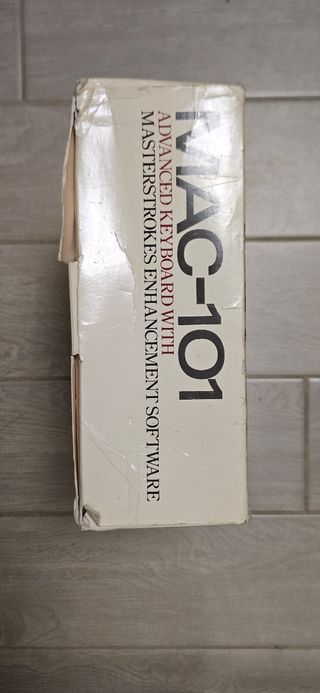 MAC-101
ADVANCED KEYBOARD WITH
MASTERSTROKES ENHANCEMENT SOFTWARE